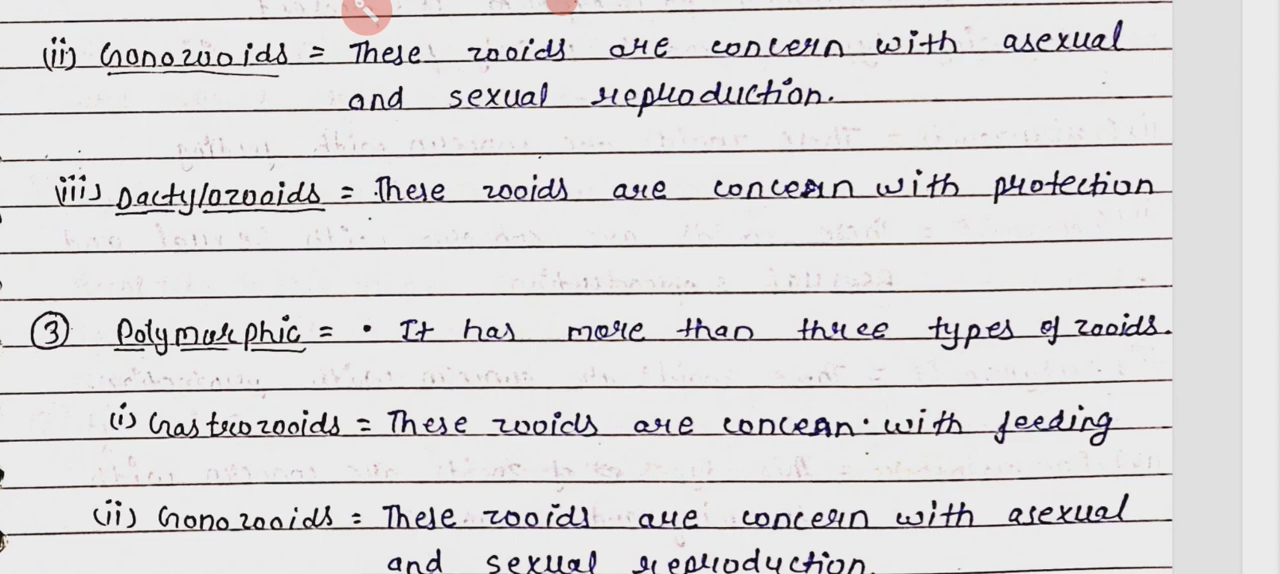 (ii) Gonozooids = These zooids are concern with asexual
and sexual reproduction.
(iii) Dactylozooids = These zooids are concern with protection
③ Polymorphic = • It has more than three types of zooids.
(i) Gastrozooids = These zooids are concern with feeding
(ii) Gonozooids = These zooids are concern with asexual
and sexual reproduction.